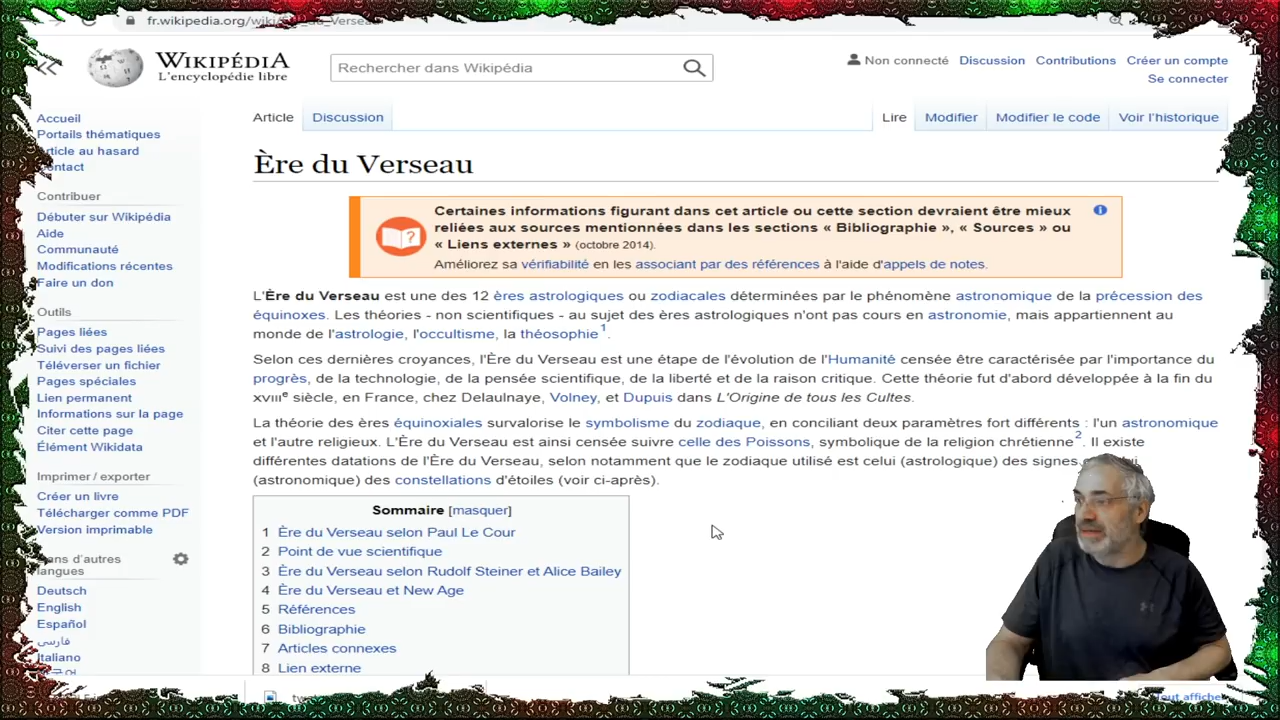 fr.wikipedia.org/wiki/
WIKIPÉDIA
L'encyclopédie libre
Rechercher dans Wikipédia
Non connecté Discussion Contributions Créer un compte
Se connecter
Article Discussion
Lire Modifier Modifier le code Voir l'historique
Accueil
Portails thématiques
Article au hasard
Contact
Contribuer
Débuter sur Wikipédia
Aide
Communauté
Modifications récentes
Faire un don
Outils
Pages liées
Suivi des pages liées
Téléverser un fichier
Pages spéciales
Lien permanent
Informations sur la page
Citer cette page
Élément Wikidata
Imprimer / exporter
Créer un livre
Télécharger comme PDF
Version imprimable
Dans d'autres
langues
Deutsch
English
Español
فارسی
Italiano
Ère du Verseau
Certaines informations figurant dans cet article ou cette section devraient être mieux
reliées aux sources mentionnées dans les sections « Bibliographie », « Sources » ou
« Liens externes » (octobre 2014).
Améliorez sa vérifiabilité en les associant par des références à l'aide d'appels de notes.
L'Ère du Verseau est une des 12 ères astrologiques ou zodiacales déterminées par le phénomène astronomique de la précession des
équinoxes. Les théories - non scientifiques - au sujet des ères astrologiques n'ont pas cours en astronomie, mais appartiennent au
monde de l'astrologie, l'occultisme, la théosophie 1.
Selon ces dernières croyances, l'Ère du Verseau est une étape de l'évolution de l'Humanité censée être caractérisée par l'importance du
progrès, de la technologie, de la pensée scientifique, de la liberté et de la raison critique. Cette théorie fut d'abord développée à la fin du
XVIIIe siècle, en France, chez Delaulnaye, Volney, et Dupuis dans L'Origine de tous les Cultes.
La théorie des ères équinoxiales survalorise le symbolisme du zodiaque, en conciliant deux paramètres fort différents : l'un astronomique
et l'autre religieux. L'Ère du Verseau est ainsi censée suivre celle des Poissons, symbolique de la religion chrétienne 2. Il existe
différentes datations de l'Ère du Verseau, selon notamment que le zodiaque utilisé est celui (astrologique) des signes
(astronomique) des constellations d'étoiles (voir ci-après).
Sommaire [masquer]
1 Ère du Verseau selon Paul Le Cour
2 Point de vue scientifique
3 Ère du Verseau selon Rudolf Steiner et Alice Bailey
4 Ère du Verseau et New Age
5 Références
6 Bibliographie
7 Articles connexes
8 Lien externe